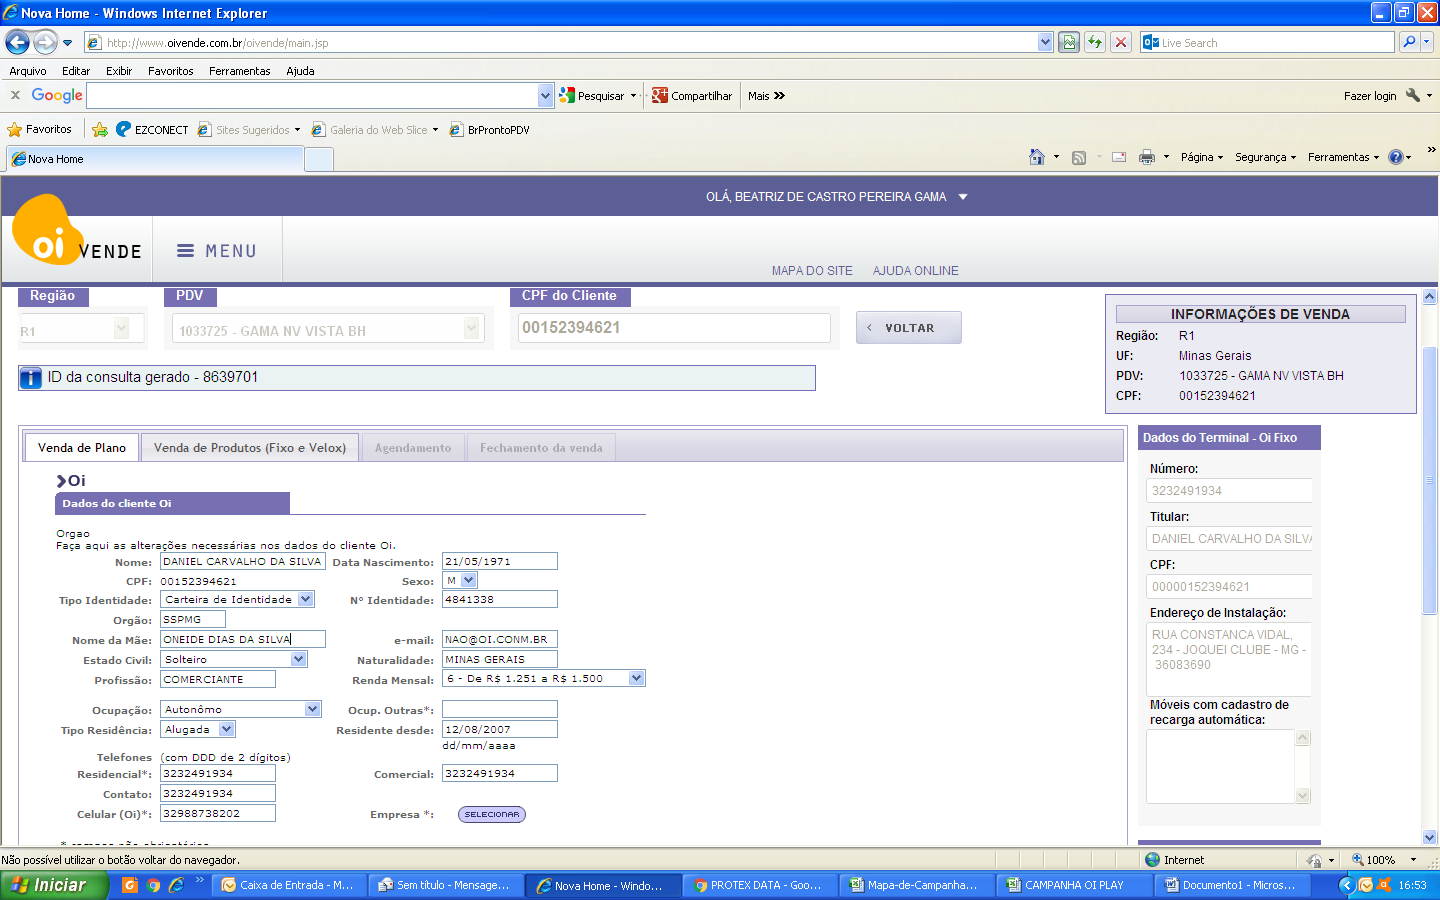 Nova Home - Windows Internet Explorer
http://www.oivende.com.br/oivende/main.jsp
Live Search
Arquivo Editar Exibir Favoritos Ferramentas Ajuda
x Google Pesquisar Compartilhar Mais » Fazer login
Favoritos EZCONECT Sites Sugeridos Galeria do Web Slice BrProntoPDV
Nova Home Página Segurança Ferramentas »
OLÁ, BEATRIZ DE CASTRO PEREIRA GAMA
oi VENDE MENU
MAPA DO SITE AJUDA ONLINE
Região PDV CPF do Cliente
R1 1033725 - GAMA NV VISTA BH 00152394621 VOLTAR
INFORMAÇÕES DE VENDA
Região: R1
UF: Minas Gerais
PDV: 1033725 - GAMA NV VISTA BH
CPF: 00152394621
ID da consulta gerado - 8639701
Venda de Plano Venda de Produtos (Fixo e Velox) Agendamento Fechamento da venda
Oi
Dados do cliente Oi
Orgao
Faça aqui as alterações necessárias nos dados do cliente Oi.
Nome: DANIEL CARVALHO DA SILVA Data Nascimento: 21/05/1971
CPF: 00152394621 Sexo: M
Tipo Identidade: Carteira de Identidade Nº Identidade: 4841338
Orgão: SSPMG
Nome da Mãe: ONEIDE DIAS DA SILVA e-mail: NAO@OI.CONM.BR
Estado Civil: Solteiro Naturalidade: MINAS GERAIS
Profissão: COMERCIANTE Renda Mensal: 6 - De R$ 1.251 a R$ 1.500
Ocupação: Autonômo Ocup. Outras*:
Tipo Residência: Alugada Residente desde: 12/08/2007
dd/mm/aaaa
Telefones (com DDD de 2 dígitos)
Residencial*: 3232491934 Comercial: 3232491934
Contato: 3232491934
Celular (Oi)*: 32988738202 Empresa *: SELECIONAR
Dados do Terminal - Oi Fixo
Número:
3232491934
Titular:
DANIEL CARVALHO DA SILVA
CPF:
00000152394621
Endereço de Instalação:
RUA CONSTANCA VIDAL,
234 - JOQUEI CLUBE - MG -
36083690
Móveis com cadastro de
recarga automática:
Não possível utilizar o botão voltar do navegador. Internet 100%
Iniciar » Caixa de Entrada - M... Sem título - Mensage... Nova Home - Windo... PROTEX DATA - Goo... Mapa-de-Campanha... CAMPANHA OI PLAY Documento1 - Micros... 16:53